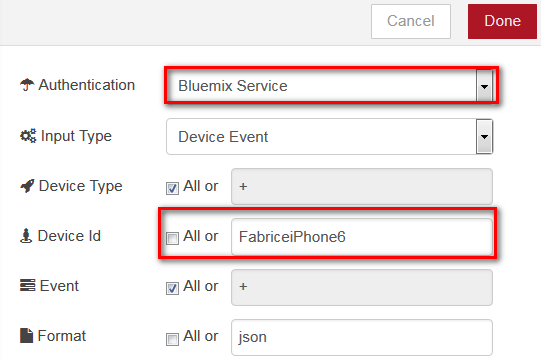 Cancel Done
Authentication Bluemix Service
Input Type Device Event
Device Type All or +
Device Id All or FabriceiPhone6
Event All or +
Format All or json